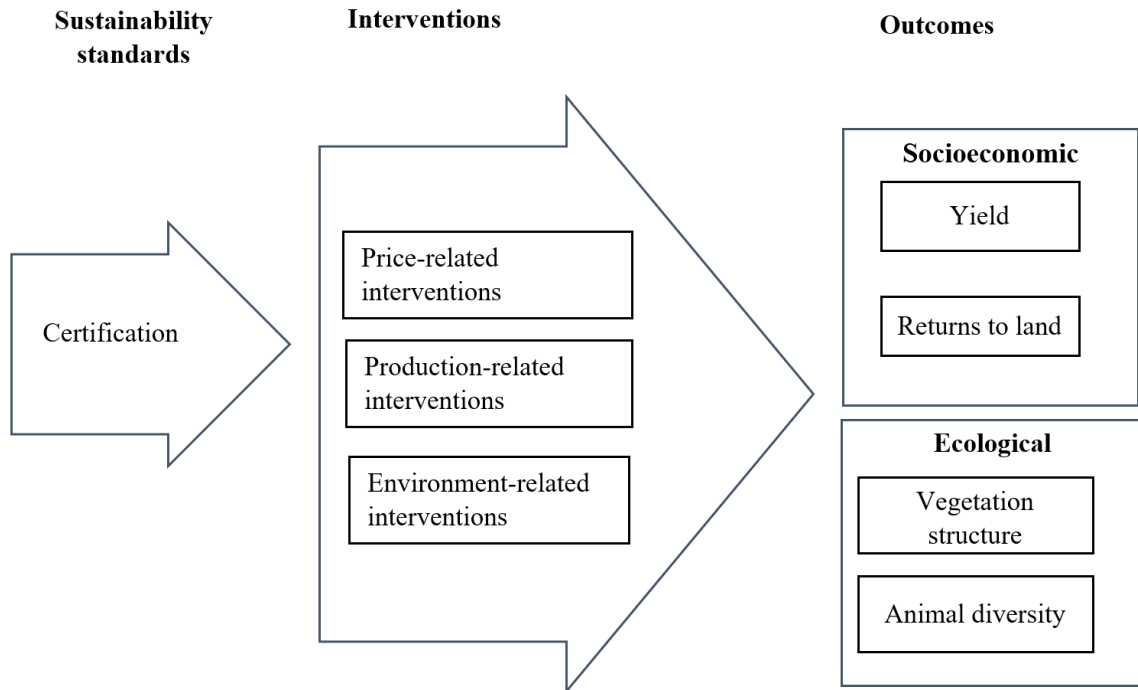 Sustainability
standards
Interventions
Outcomes
Certification
Price-related
interventions
Production-related
interventions
Environment-related
interventions
Socioeconomic
Yield
Returns to land
Ecological
Vegetation
structure
Animal diversity